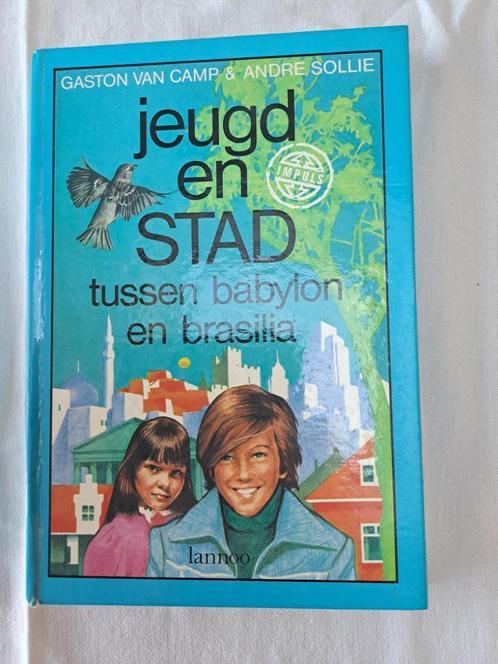 GASTON VAN CAMP & ANDRE SOLLIE
jeugd
en
IMPULS
STAD
tussen babylon
en brasilia
lannoo